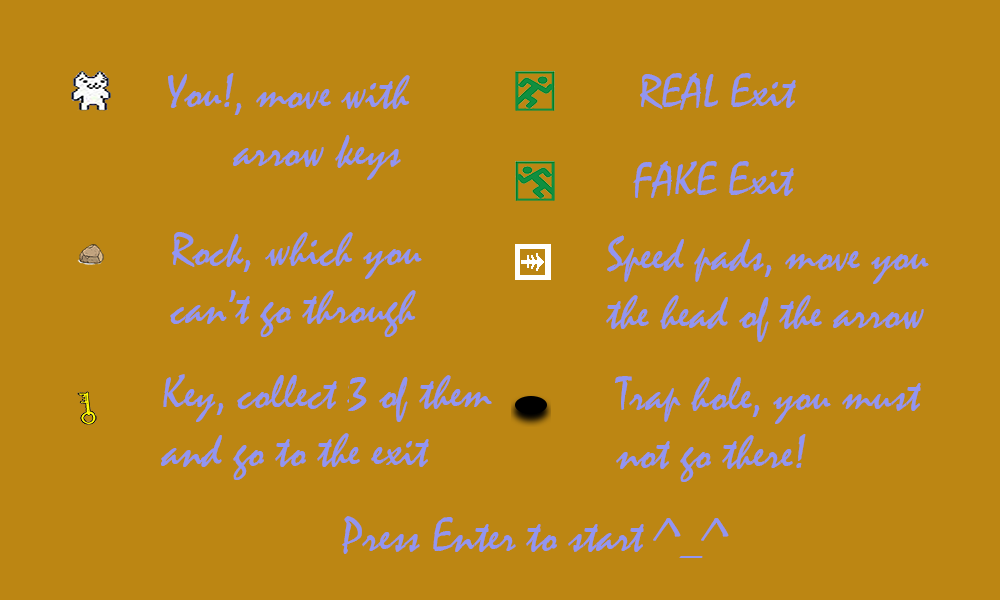 You!, move with
arrow keys
Rock, which you
can't go through
Key, collect 3 of them
and go to the exit
REAL Exit
FAKE Exit
Speed pads, move you
the head of the arrow
Trap hole, you must
not go there!
Press Enter to start ^_^